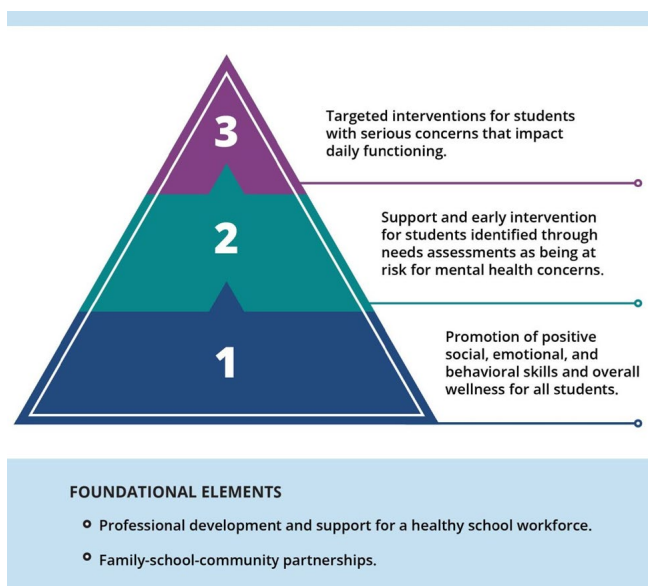 3
Targeted interventions for students
with serious concerns that impact
daily functioning.
2
Support and early intervention
for students identified through
needs assessments as being at
risk for mental health concerns.
1
Promotion of positive
social, emotional, and
behavioral skills and overall
wellness for all students.
FOUNDATIONAL ELEMENTS
Professional development and support for a healthy school workforce.
Family-school-community partnerships.